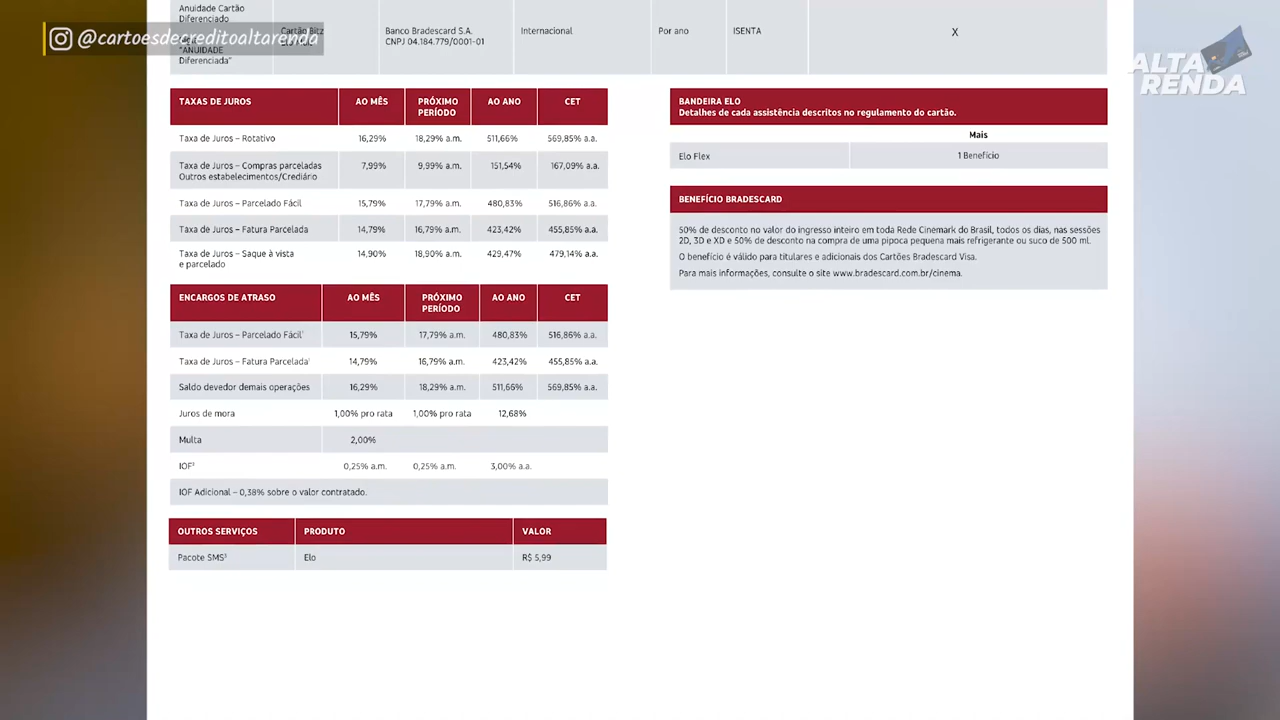 Anuidade Cartão
Diferenciado
@cartoesdecreditoaltarenda
"ANUIDADE
Diferenciada"
Cartão Bitz
Banco Bradescard S.A.
CNPJ 04.184.779/0001-01
Internacional
Por ano
ISENTA
X
ALTA
RENDA
TAXAS DE JUROS AO MÊS PRÓXIMO PERÍODO AO ANO CET
Taxa de Juros – Rotativo 16,29% 18,29% a.m. 511,66% 569,85% a.a.
Taxa de Juros – Compras parceladas
Outros estabelecimentos/Crediário 7,99% 9,99% a.m. 151,54% 167,09% a.a.
Taxa de Juros – Parcelado Fácil 15,79% 17,79% a.m. 480,83% 516,86% a.a.
Taxa de Juros – Fatura Parcelada 14,79% 16,79% a.m. 423,42% 455,85% a.a.
Taxa de Juros – Saque à vista
e parcelado 14,90% 18,90% a.m. 429,47% 479,14% a.a.
ENCARGOS DE ATRASO AO MÊS PRÓXIMO PERÍODO AO ANO CET
Taxa de Juros – Parcelado Fácil¹ 15,79% 17,79% a.m. 480,83% 516,86% a.a.
Taxa de Juros – Fatura Parcelada¹ 14,79% 16,79% a.m. 423,42% 455,85% a.a.
Saldo devedor demais operações 16,29% 18,29% a.m. 511,66% 569,85% a.a.
Juros de mora 1,00% pro rata 1,00% pro rata 12,68%
Multa 2,00%
IOF² 0,25% a.m. 0,25% a.m. 3,00% a.a.
IOF Adicional – 0,38% sobre o valor contratado.
OUTROS SERVIÇOS PRODUTO VALOR
Pacote SMS³ Elo R$ 5,99
BANDEIRA ELO
Detalhes de cada assistência descritos no regulamento do cartão.
Mais
Elo Flex 1 Benefício
BENEFÍCIO BRADESCARD
50% de desconto no valor do ingresso inteiro em toda Rede Cinemark do Brasil, todos os dias, nas sessões
2D, 3D e XD e 50% de desconto na compra de uma pipoca pequena mais refrigerante ou suco de 500 ml.
O benefício é válido para titulares e adicionais dos Cartões Bradescard Visa.
Para mais informações, consulte o site www.bradescard.com.br/cinema.